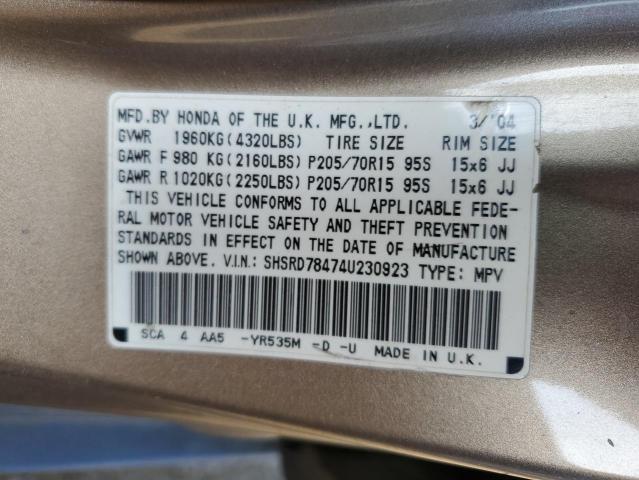 MFD.BY HONDA OF THE U.K. MFG.,LTD. 3/'04
GVWR 1960KG(4320LBS) TIRE SIZE RIM SIZE
GAWR F 980 KG(2160LBS) P205/70R15 95S 15x6 JJ
GAWR R 1020KG(2250LBS) P205/70R15 95S 15x6 JJ
THIS VEHICLE CONFORMS TO ALL APPLICABLE FEDE-
RAL MOTOR VEHICLE SAFETY AND THEFT PREVENTION
STANDARDS IN EFFECT ON THE DATE OF MANUFACTURE
SHOWN ABOVE. V.I.N.: SHSRD78474U230923 TYPE: MPV
SCA 4 AA5 -YR535M -D -U MADE IN U.K.